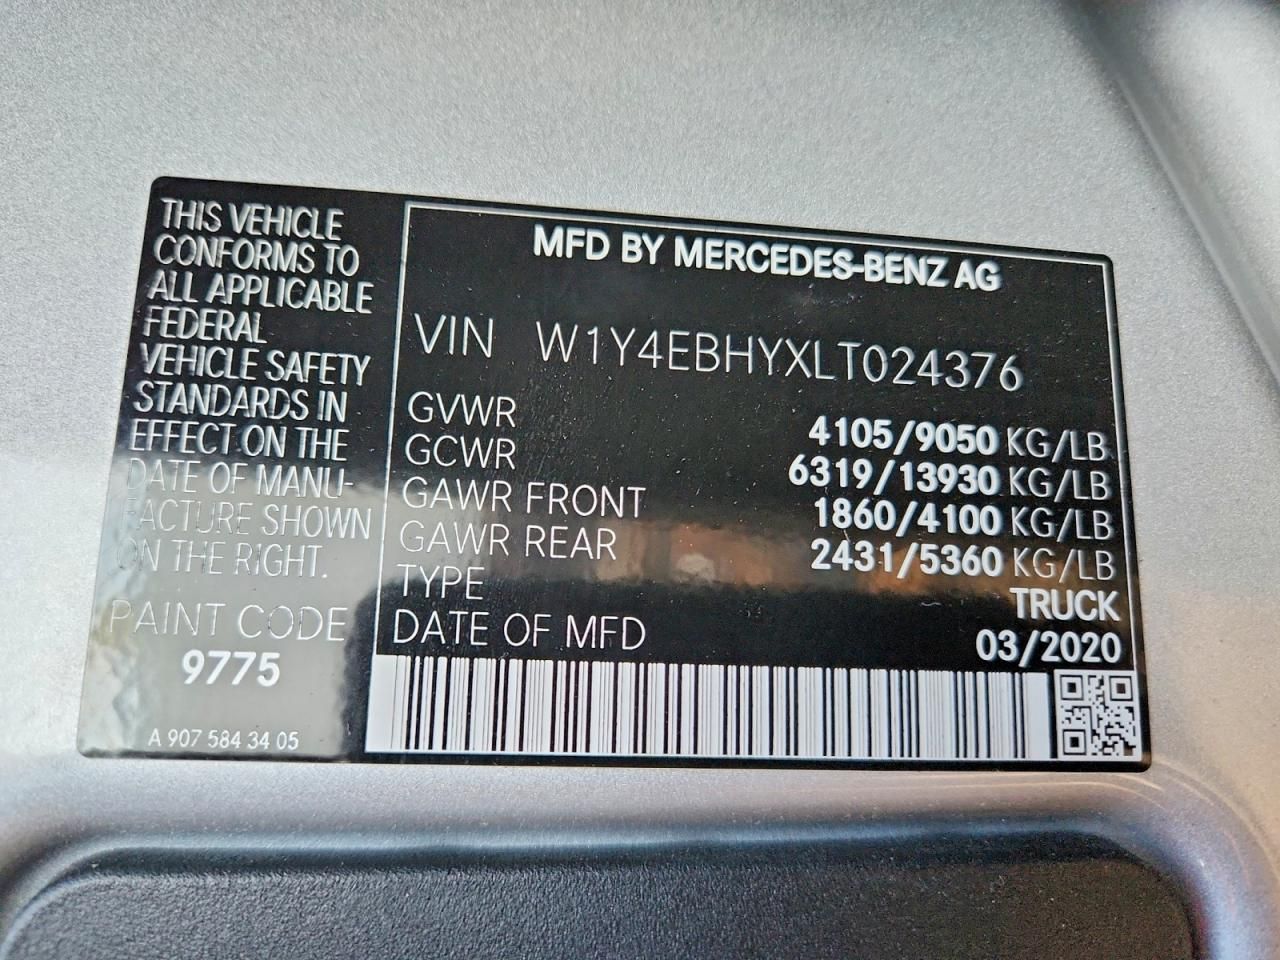 THIS VEHICLE
CONFORMS TO
ALL APPLICABLE
FEDERAL
VEHICLE SAFETY
STANDARDS IN
EFFECT ON THE
DATE OF MANU-
FACTURE SHOWN
ON THE RIGHT.
PAINT CODE
9775
A 907 584 34 05
MFD BY MERCEDES-BENZ AG
VIN W1Y4EBHYXLT024376
GVWR 4105/9050 KG/LB
GCWR 6319/13930 KG/LB
GAWR FRONT 1860/4100 KG/LB
GAWR REAR 2431/5360 KG/LB
TYPE TRUCK
DATE OF MFD 03/2020